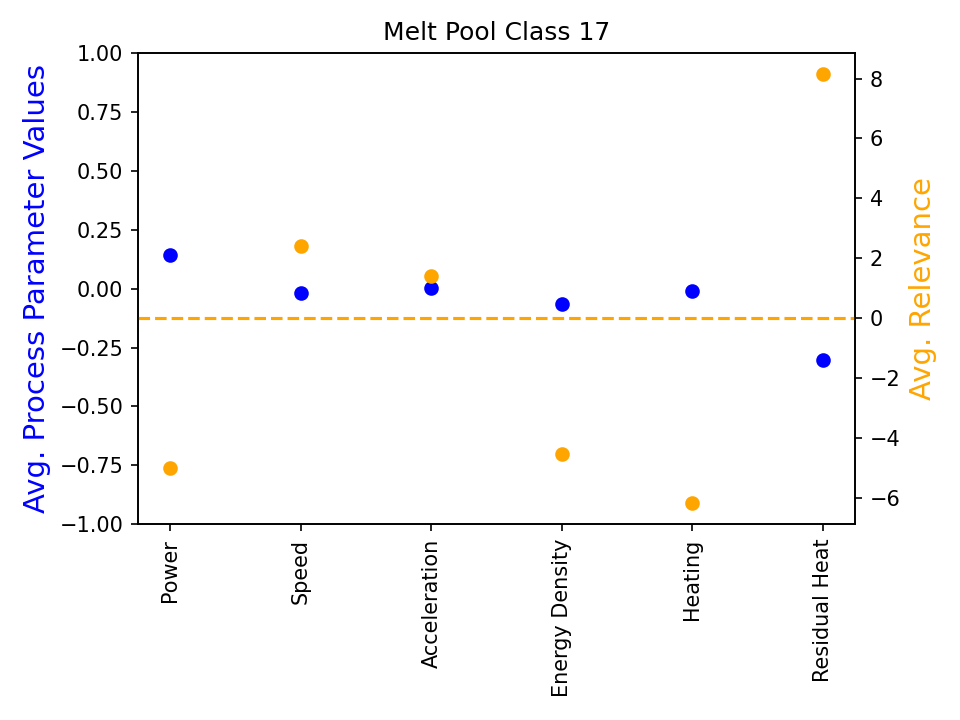 Melt Pool Class 17
Avg. Process Parameter Values
1.00
0.75
0.50
0.25
0.00
−0.25
−0.50
−0.75
−1.00
8
6
4
2
0
−2
−4
−6
Avg. Relevance
Power
Speed
Acceleration
Energy Density
Heating
Residual Heat